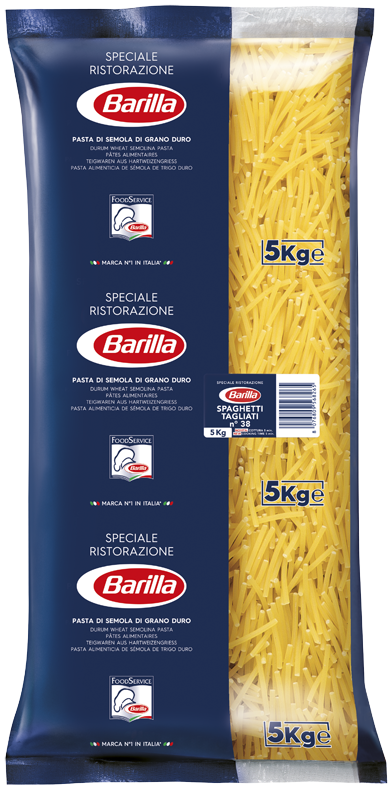 SPECIALE
RISTORAZIONE
Barilla
PASTA DI SEMOLA DI GRANO DURO
DURUM WHEAT SEMOLINA PASTA
PÂTES ALIMENTAIRES
TEIGWAREN AUS HARTWEIZENGRIESS
PASTA ALIMENTICIA DE SÉMOLA DE TRIGO DURO
FOODSERVICE
Barilla
MARCA N°1 IN ITALIA*
5Kg e
SPECIALE
RISTORAZIONE
Barilla
PASTA DI SEMOLA DI GRANO DURO
DURUM WHEAT SEMOLINA PASTA
PÂTES ALIMENTAIRES
TEIGWAREN AUS HARTWEIZENGRIESS
PASTA ALIMENTICIA DE SÉMOLA DE TRIGO DURO
SPECIALE RISTORAZIONE
Barilla
SPAGHETTI
TAGLIATI
n° 38
5 Kg
FOODSERVICE
Barilla
MARCA N°1 IN ITALIA*
5Kg e
SPECIALE
RISTORAZIONE
Barilla
PASTA DI SEMOLA DI GRANO DURO
DURUM WHEAT SEMOLINA PASTA
PÂTES ALIMENTAIRES
TEIGWAREN AUS HARTWEIZENGRIESS
PASTA ALIMENTICIA DE SÉMOLA DE TRIGO DURO
FOODSERVICE
Barilla
MARCA N°1 IN ITALIA*
5Kg e